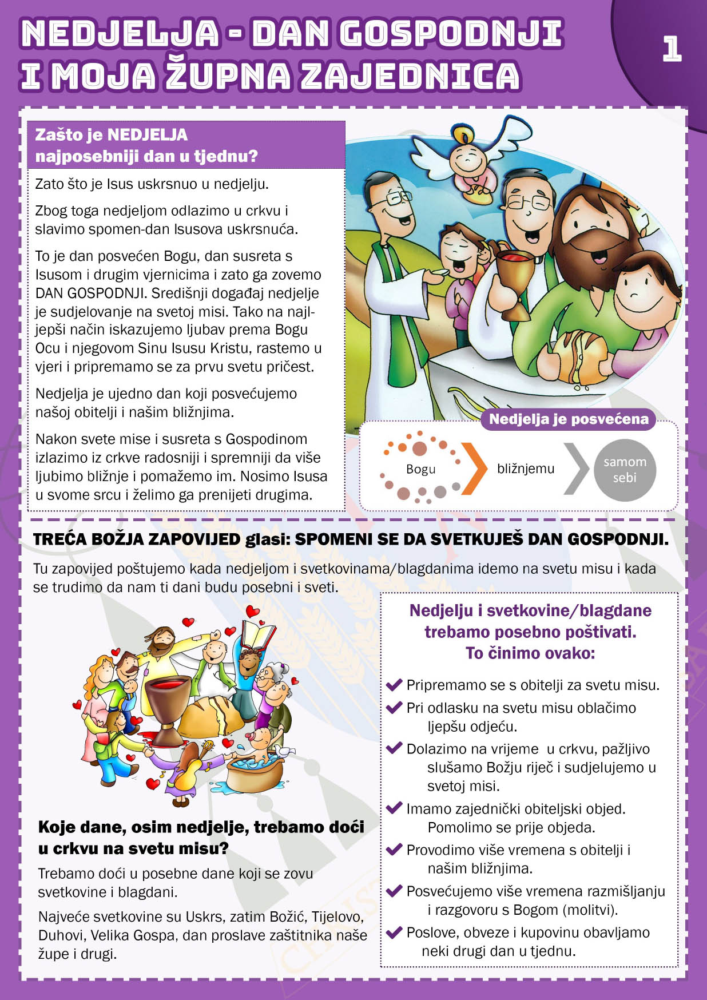 NEDJELJA - DAN GOSPODNJI
I MOJA ŽUPNA ZAJEDNICA
1
Zašto je NEDJELJA
najposebniji dan u tjednu?
Zato što je Isus uskrsnuo u nedjelju.
Zbog toga nedjeljom odlazimo u crkvu i
slavimo spomen-dan Isusova uskrsnuća.
To je dan posvećen Bogu, dan susreta s
Isusom i drugim vjernicima i zato ga zovemo
DAN GOSPODNJI. Središnji događaj nedjelje
je sudjelovanje na svetoj misi. Tako na najl-
jepši način iskazujemo ljubav prema Bogu
Ocu i njegovom Sinu Isusu Kristu, rastemo u
vjeri i pripremamo se za prvu svetu pričest.
Nedjelja je ujedno dan koji posvećujemo
našoj obitelji i našim bližnjima.
Nakon svete mise i susreta s Gospodinom
izlazimo iz crkve radosniji i spremniji da više
ljubimo bližnje i pomažemo im. Nosimo Isusa
u svome srcu i želimo ga prenijeti drugima.
Nedjelja je posvećena
Bogu
bližnjemu
samom
sebi
TREĆA BOŽJA ZAPOVIJED glasi: SPOMENI SE DA SVETKUJEŠ DAN GOSPODNJI.
Tu zapovijed poštujemo kada nedjeljom i svetkovinama/blagdanima idemo na svetu misu i kada
se trudimo da nam ti dani budu posebni i sveti.
Koje dane, osim nedjelje, trebamo doći
u crkvu na svetu misu?
Trebamo doći u posebne dane koji se zovu
svetkovine i blagdani.
Najveće svetkovine su Uskrs, zatim Božić, Tijelovo,
Duhovi, Velika Gospa, dan proslave zaštitnika naše
župe i drugi.
Nedjelju i svetkovine/blagdane
trebamo posebno poštivati.
To činimo ovako:
Pripremamo se s obitelji za svetu misu.
Pri odlasku na svetu misu oblačimo
ljepšu odjeću.
Dolazimo na vrijeme u crkvu, pažljivo
slušamo Božju riječ i sudjelujemo u
svetoj misi.
Imamo zajednički obiteljski objed.
Pomolimo se prije objeda.
Provodimo više vremena s obitelji i
našim bližnjima.
Posvećujemo više vremena razmišljanju
i razgovoru s Bogom (molitvi).
Poslove, obveze i kupovinu obavljamo
neki drugi dan u tjednu.